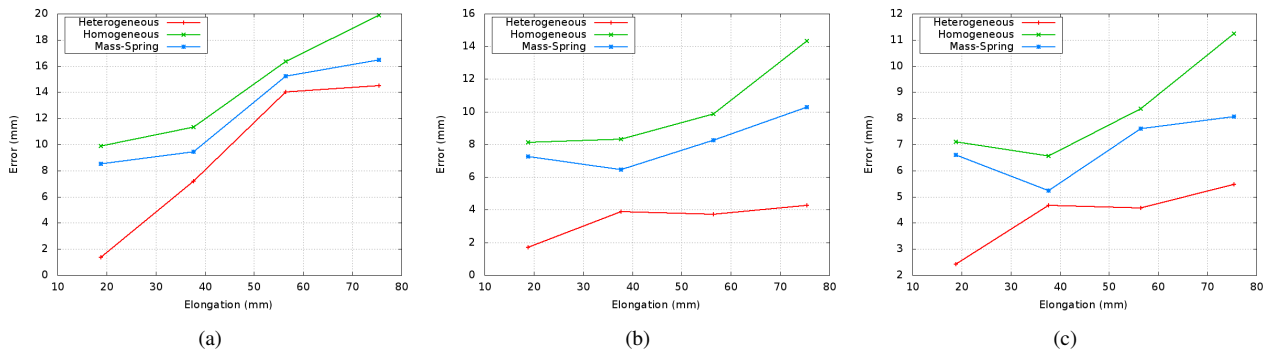 20
18
16
14
12
10
8
6
4
2
0
Error (mm)
Heterogeneous
Homogeneous
Mass-Spring
10 20 30 40 50 60 70 80
Elongation (mm)
(a)
16
14
12
10
8
6
4
2
0
Error (mm)
Heterogeneous
Homogeneous
Mass-Spring
10 20 30 40 50 60 70 80
Elongation (mm)
(b)
12
11
10
9
8
7
6
5
4
3
2
Error (mm)
Heterogeneous
Homogeneous
Mass-Spring
10 20 30 40 50 60 70 80
Elongation (mm)
(c)